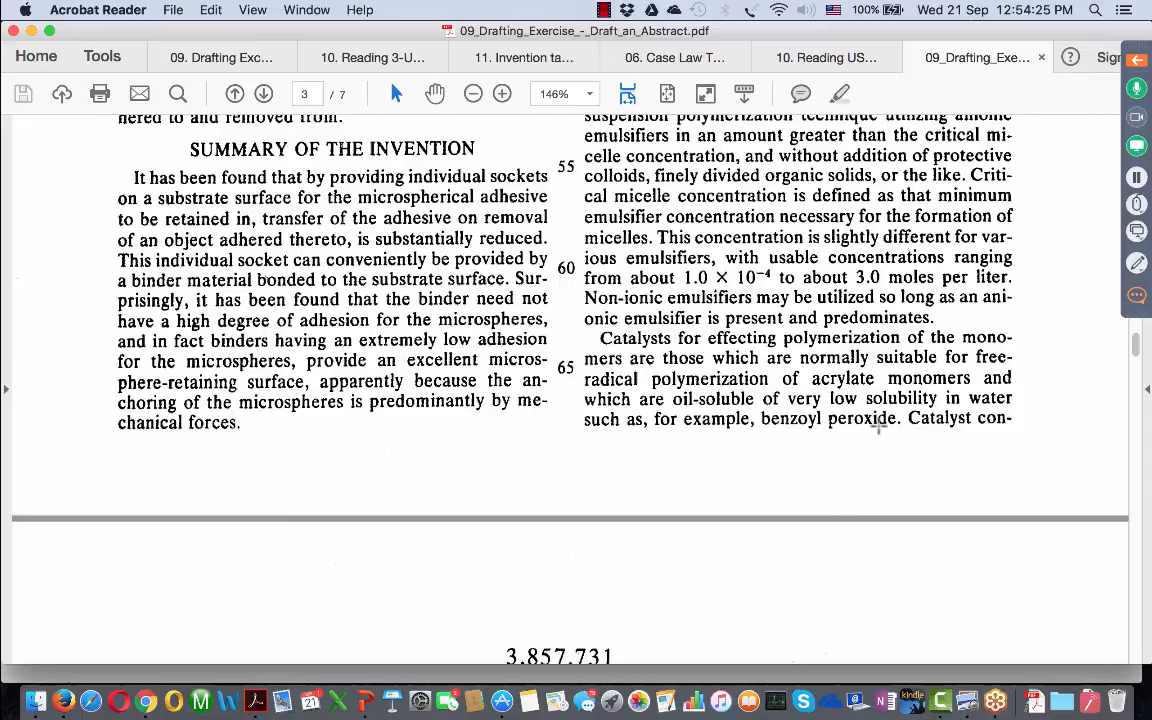 Acrobat Reader File Edit View Window Help 100% Wed 21 Sep 12:54:25 PM
09_Drafting_Exercise_-_Draft_an_Abstract.pdf
Home Tools 09. Drafting Exc... 10. Reading 3-U... 11. Invention ta... 06. Case Law T... 10. Reading US... 09_Drafting_Exe... × ? Sign
3 / 7 146%
hered to and removed from.
SUMMARY OF THE INVENTION
It has been found that by providing individual sockets
on a substrate surface for the microspherical adhesive
to be retained in, transfer of the adhesive on removal
of an object adhered thereto, is substantially reduced.
This individual socket can conveniently be provided by
a binder material bonded to the substrate surface. Sur-
prisingly, it has been found that the binder need not
have a high degree of adhesion for the microspheres,
and in fact binders having an extremely low adhesion
for the microspheres, provide an excellent micros-
phere-retaining surface, apparently because the an-
choring of the microspheres is predominantly by me-
chanical forces.
55
60
65
suspension polymerization technique utilizing anionic
emulsifiers in an amount greater than the critical mi-
celle concentration, and without addition of protective
colloids, finely divided organic solids, or the like. Criti-
cal micelle concentration is defined as that minimum
emulsifier concentration necessary for the formation of
micelles. This concentration is slightly different for var-
ious emulsifiers, with usable concentrations ranging
from about 1.0 × 10⁻⁴ to about 3.0 moles per liter.
Non-ionic emulsifiers may be utilized so long as an ani-
onic emulsifier is present and predominates.
Catalysts for effecting polymerization of the mono-
mers are those which are normally suitable for free-
radical polymerization of acrylate monomers and
which are oil-soluble of very low solubility in water
such as, for example, benzoyl peroxide. Catalyst con-
3,857,731